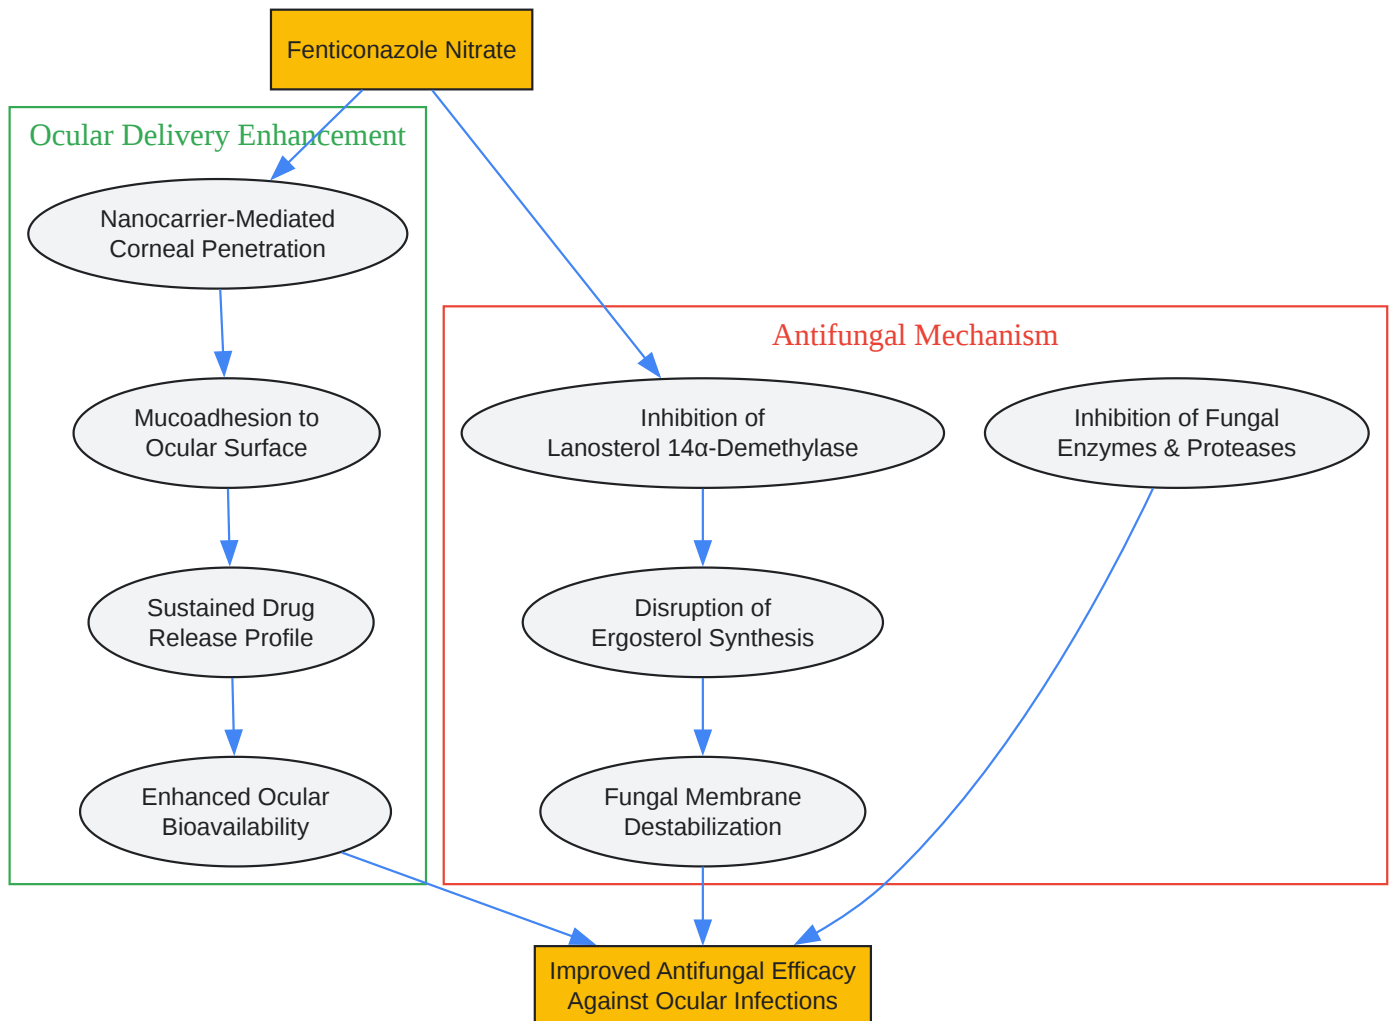 Fenticonazole Nitrate
Ocular Delivery Enhancement
Nanocarrier-Mediated
Corneal Penetration
Mucoadhesion to
Ocular Surface
Sustained Drug
Release Profile
Enhanced Ocular
Bioavailability
Antifungal Mechanism
Inhibition of
Lanosterol 14α-Demethylase
Inhibition of Fungal
Enzymes & Proteases
Disruption of
Ergosterol Synthesis
Fungal Membrane
Destabilization
Improved Antifungal Efficacy
Against Ocular Infections